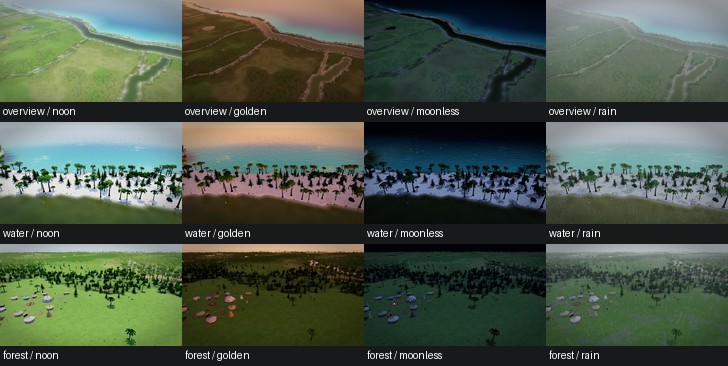 overview / noon
overview / golden
overview / moonless
overview / rain
water / noon
water / golden
water / moonless
water / rain
forest / noon
forest / golden
forest / moonless
forest / rain